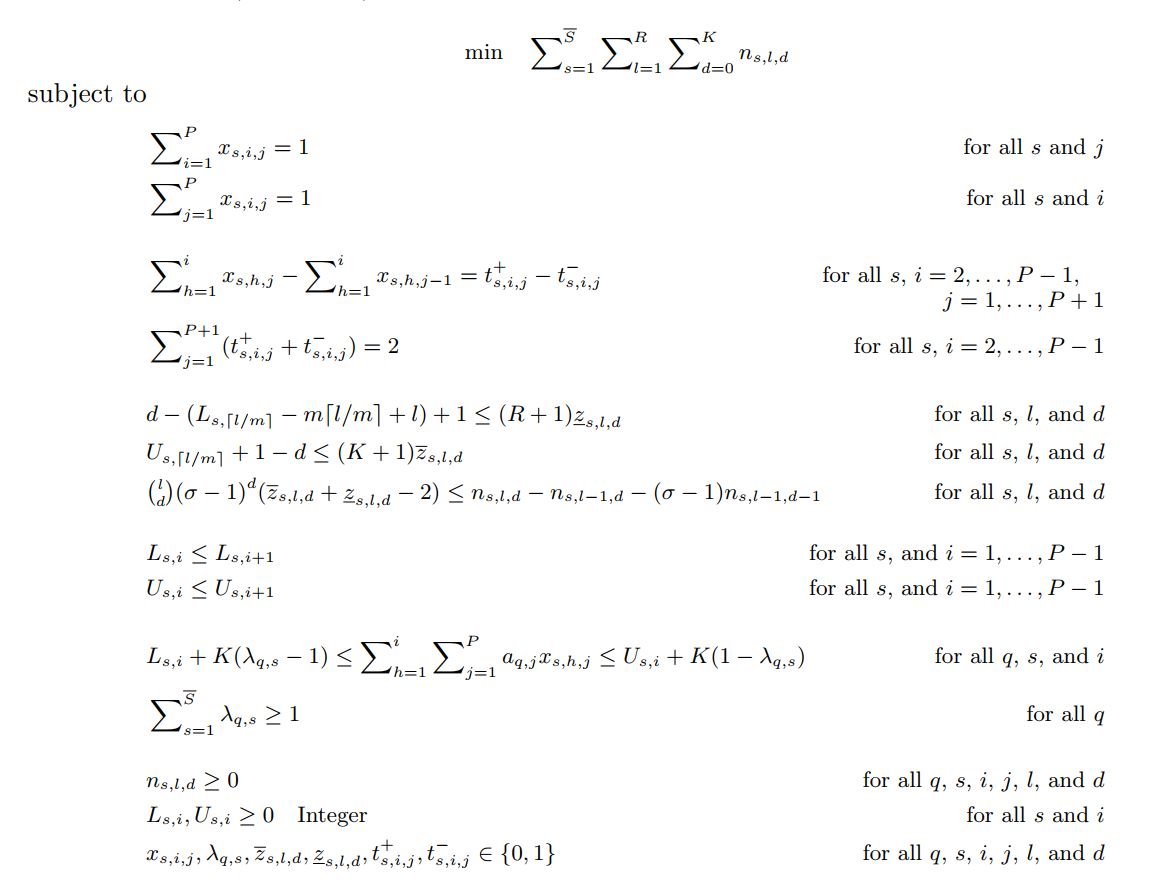 min ∑_{s=1}^{S̅} ∑_{l=1}^{R} ∑_{d=0}^{K} n_{s,l,d}
subject to
∑_{i=1}^{P} x_{s,i,j} = 1 for all s and j
∑_{j=1}^{P} x_{s,i,j} = 1 for all s and i
∑_{h=1}^{i} x_{s,h,j} − ∑_{h=1}^{i} x_{s,h,j−1} = t^+_{s,i,j} − t^-_{s,i,j} for all s, i = 2, . . . , P − 1,
j = 1, . . . , P + 1
∑_{j=1}^{P+1} (t^+_{s,i,j} + t^-_{s,i,j}) = 2 for all s, i = 2, . . . , P − 1
d − (L_{s,⌈l/m⌉} − m⌈l/m⌉ + l) + 1 ≤ (R + 1)z̲_{s,l,d} for all s, l, and d
U_{s,⌈l/m⌉} + 1 − d ≤ (K + 1)z̅_{s,l,d} for all s, l, and d
\binom{l}{d}(σ − 1)^d(z̅_{s,l,d} + z̲_{s,l,d} − 2) ≤ n_{s,l,d} − n_{s,l−1,d} − (σ − 1)n_{s,l−1,d−1} for all s, l, and d
L_{s,i} ≤ L_{s,i+1} for all s, and i = 1, . . . , P − 1
U_{s,i} ≤ U_{s,i+1} for all s, and i = 1, . . . , P − 1
L_{s,i} + K(λ_{q,s} − 1) ≤ ∑_{h=1}^{i} ∑_{j=1}^{P} a_{q,j}x_{s,h,j} ≤ U_{s,i} + K(1 − λ_{q,s}) for all q, s, and i
∑_{s=1}^{S̅} λ_{q,s} ≥ 1 for all q
n_{s,l,d} ≥ 0 for all q, s, i, j, l, and d
L_{s,i}, U_{s,i} ≥ 0 Integer for all s and i
x_{s,i,j}, λ_{q,s}, z̅_{s,l,d}, z̲_{s,l,d}, t^+_{s,i,j}, t^-_{s,i,j} ∈ {0, 1} for all q, s, i, j, l, and d